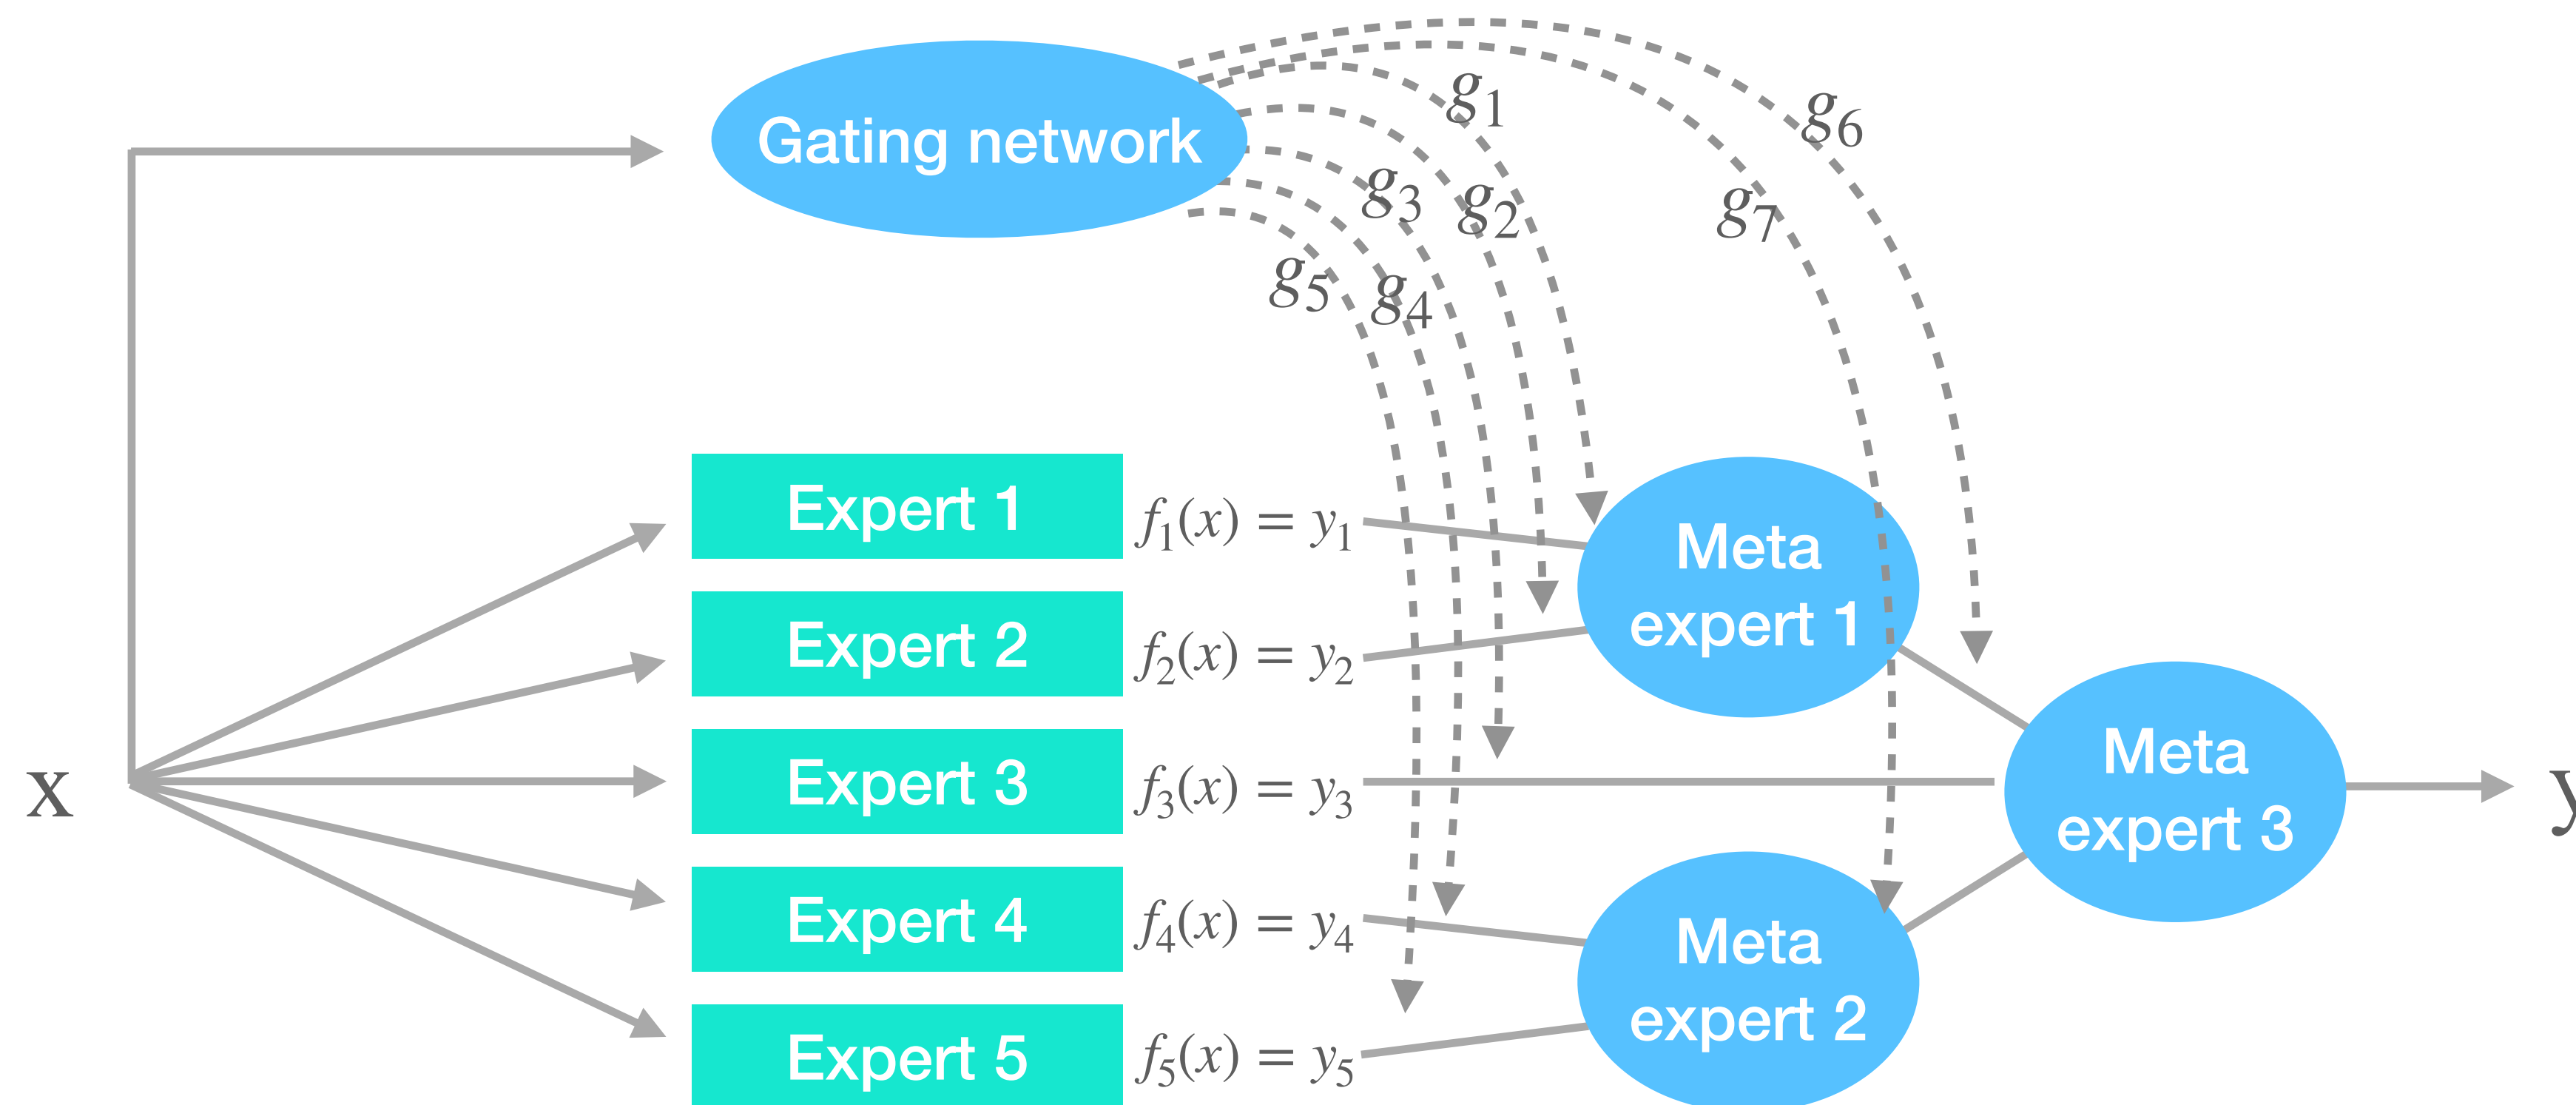 Gating network
g1
g6
g3
g2
g7
g5
g4
Expert 1
f1(x) = y1
Meta
expert 1
Expert 2
f2(x) = y2
x
Expert 3
f3(x) = y3
Meta
expert 3
y
Expert 4
f4(x) = y4
Meta
expert 2
Expert 5
f5(x) = y5